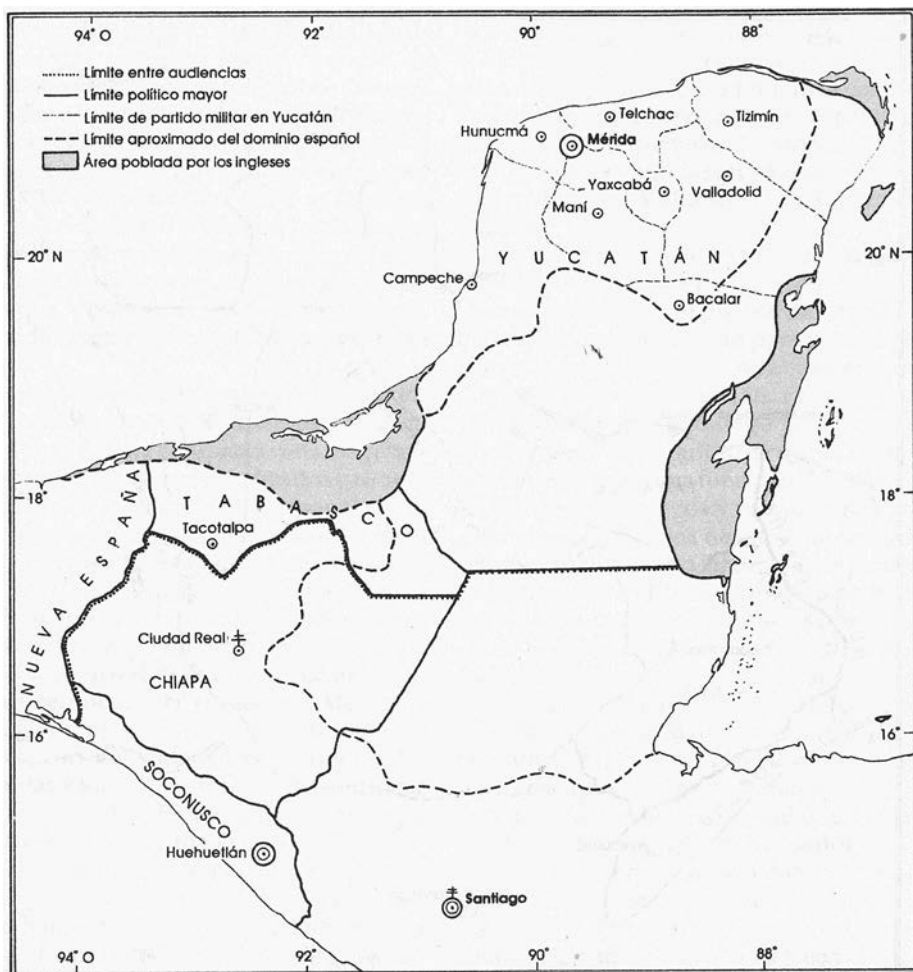 94° O
92°
90°
88°
Límite entre audiencias
Límite político mayor
Límite de partido militar en Yucatán
Límite aproximado del dominio español
Área poblada por los ingleses
Telchac
Tizimín
Hunucmá
Mérida
Yaxcabá
Valladolid
Maní
20° N
YUCATÁN
20° N
Campeche
Bacalar
18°
TABASCO
18°
Tacotalpa
NUEVA ESPAÑA
Ciudad Real
CHIAPA
16°
16°
SOCONUSCO
Huehuetlán
Santiago
94° O
92°
90°
88°